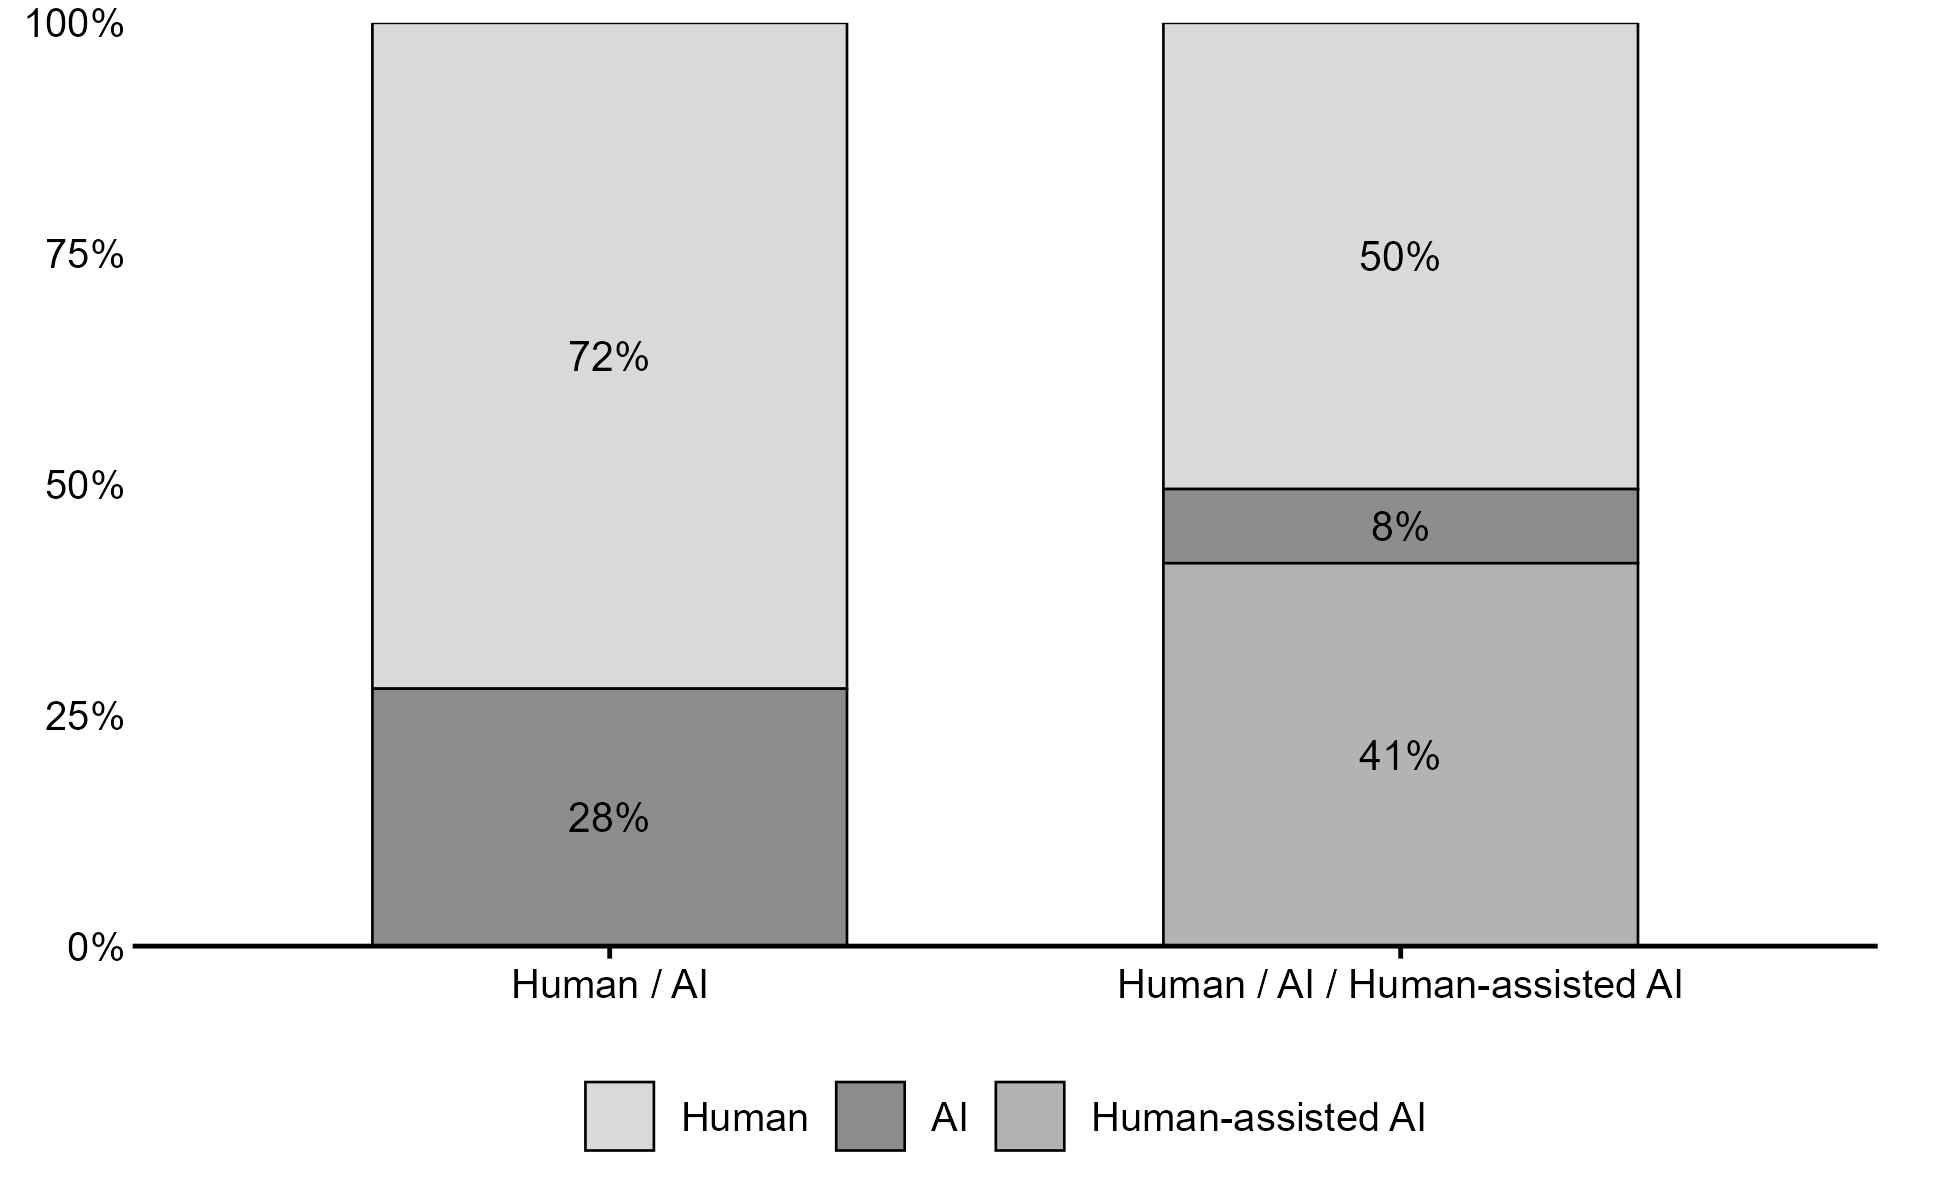 100%
75%
50%
25%
0%
72%
28%
50%
8%
41%
Human / AI
Human / AI / Human-assisted AI
Human
AI
Human-assisted AI